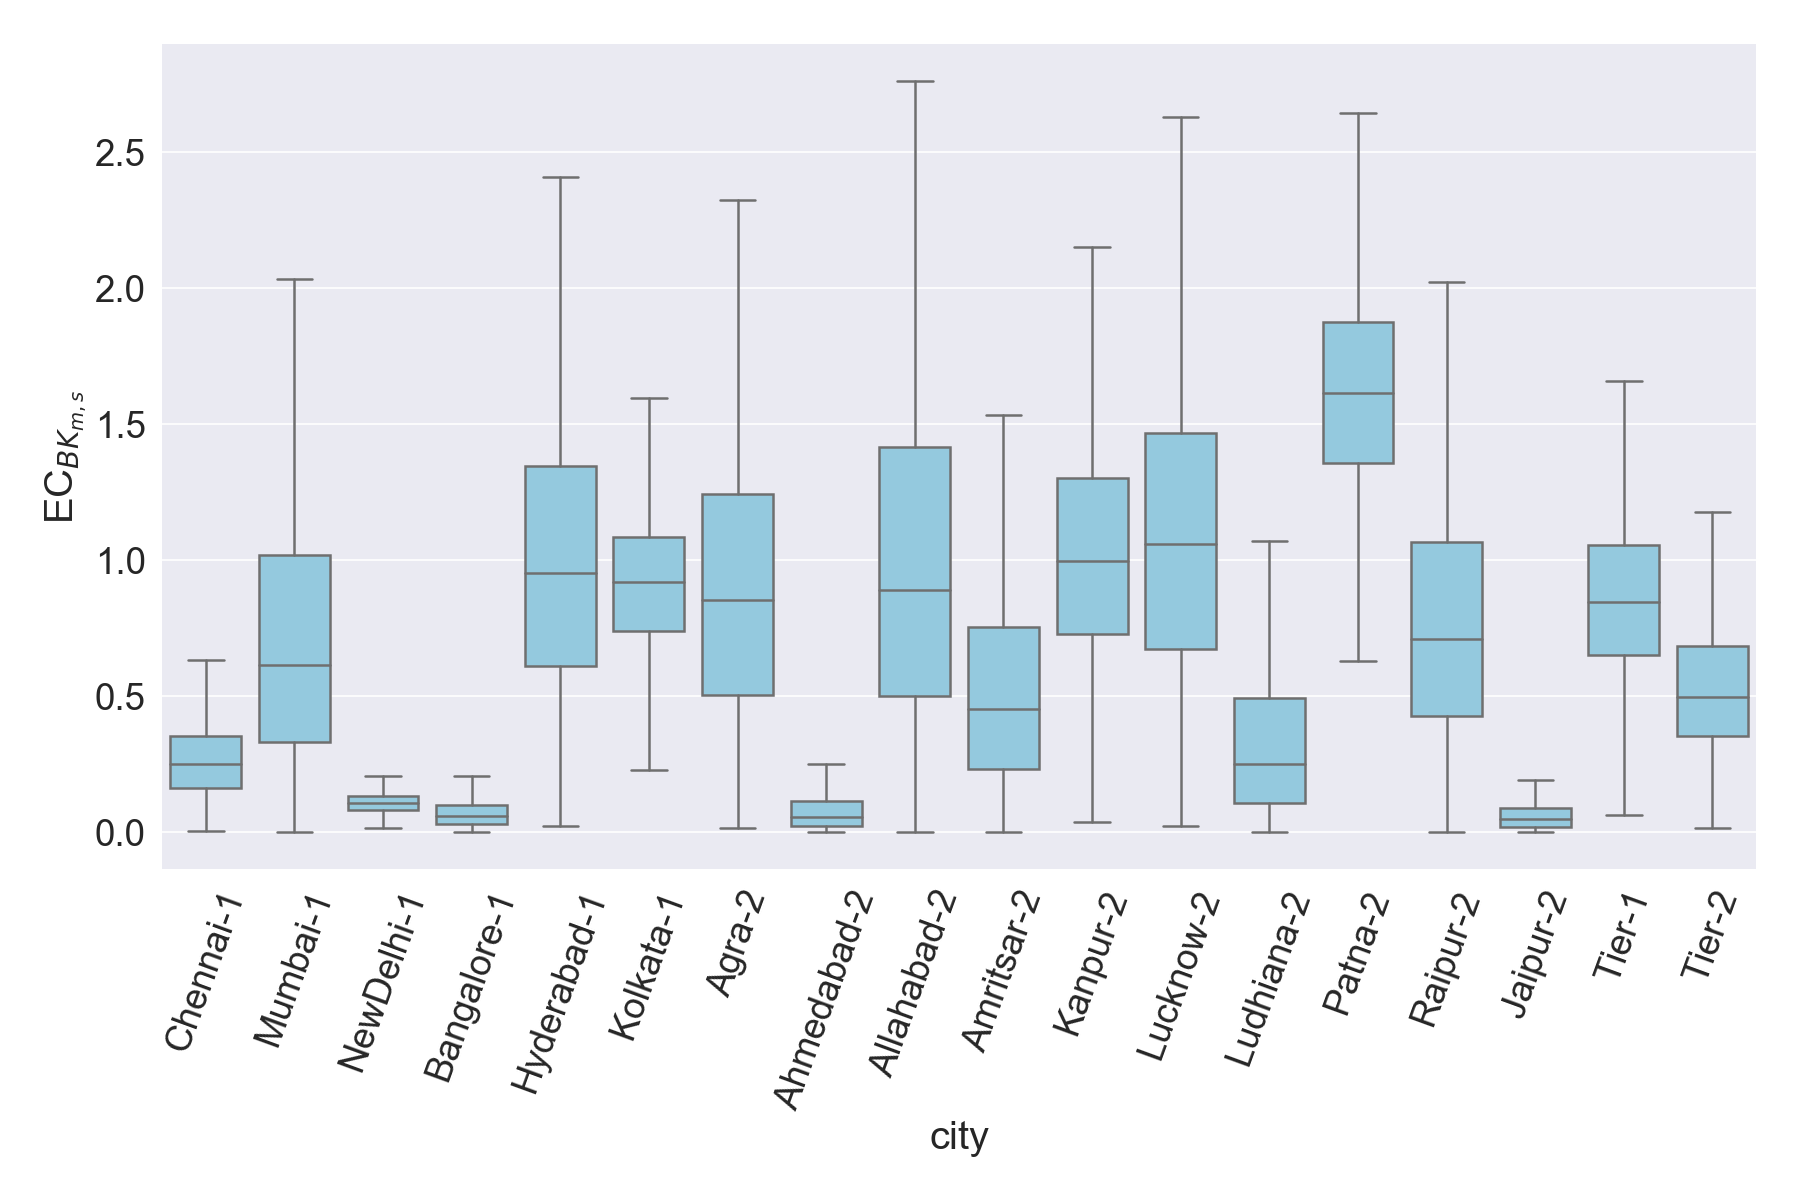 EC_{BK_{m,s}}
2.5
2.0
1.5
1.0
0.5
0.0
Chennai-1
Mumbai-1
NewDelhi-1
Bangalore-1
Hyderabad-1
Kolkata-1
Agra-2
Ahmedabad-2
Allahabad-2
Amritsar-2
Kanpur-2
Lucknow-2
Ludhiana-2
Patna-2
Raipur-2
Jaipur-2
Tier-1
Tier-2
city